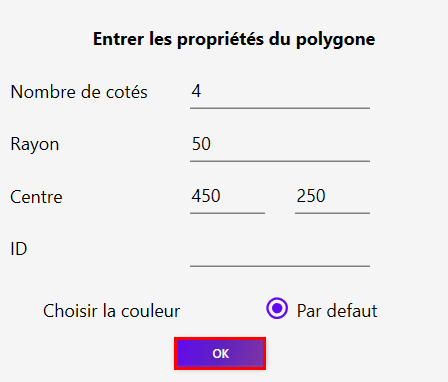 Entrer les propriétés du polygone
Nombre de cotés 4
Rayon 50
Centre 450 250
ID
Choisir la couleur Par defaut
OK